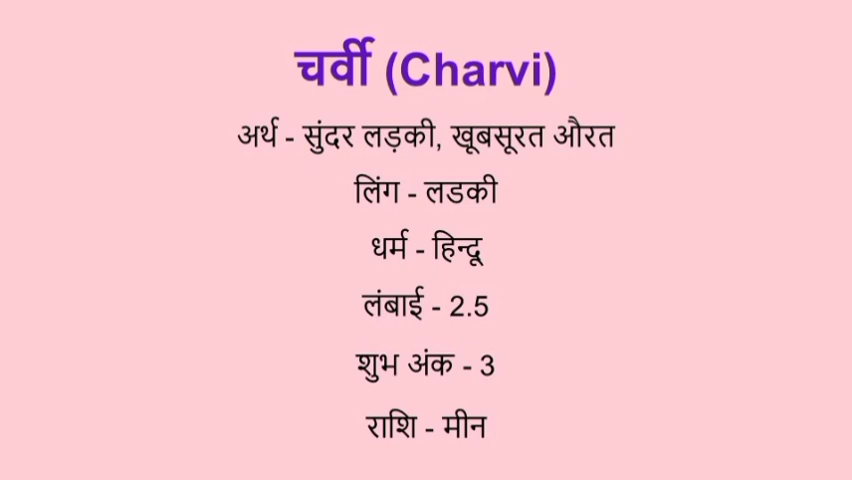 चर्वी (Charvi)
अर्थ - सुंदर लड़की, खूबसूरत औरत
लिंग - लडकी
धर्म - हिन्दू
लंबाई - 2.5
शुभ अंक - 3
राशि - मीन